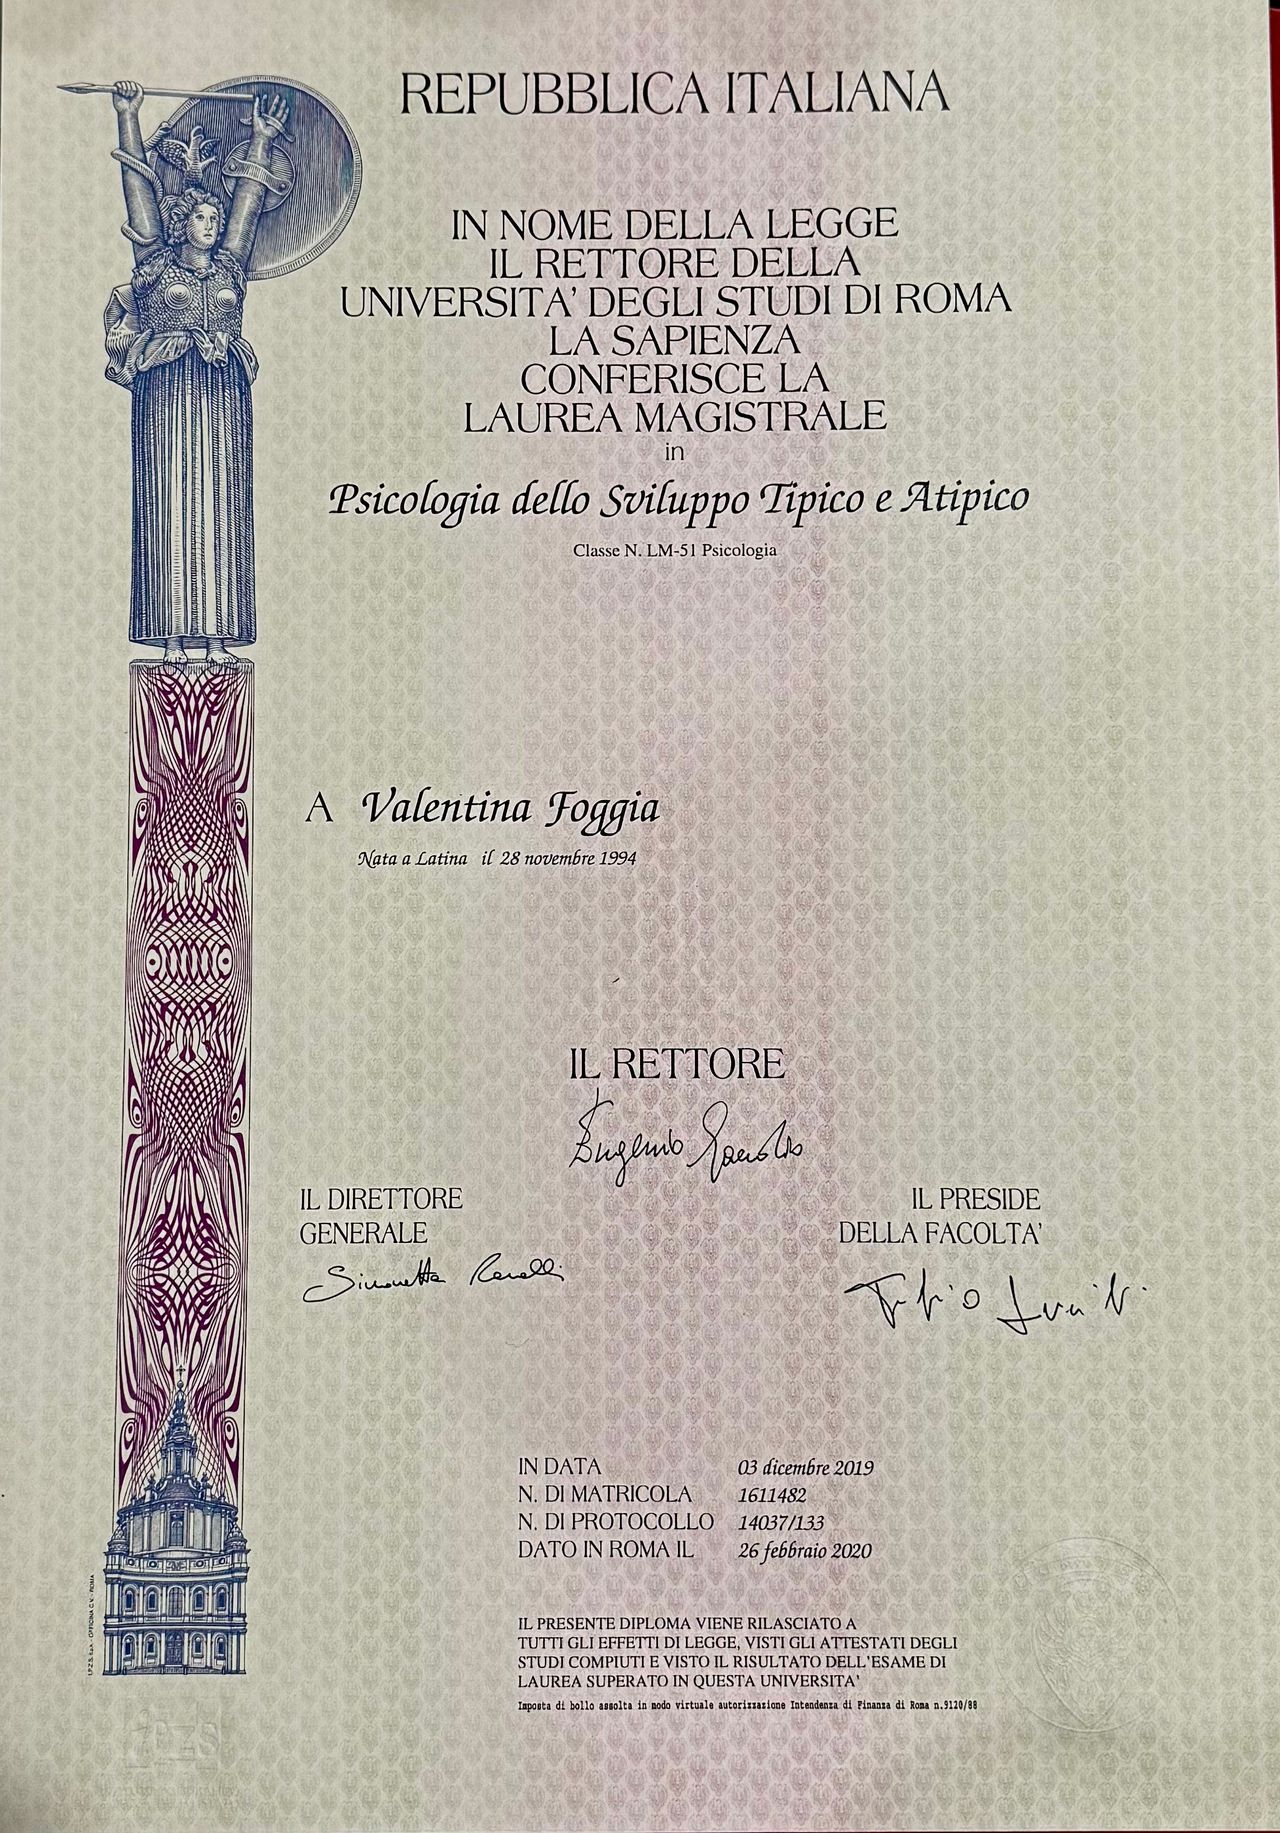 REPUBBLICA ITALIANA
IN NOME DELLA LEGGE
IL RETTORE DELLA
UNIVERSITA' DEGLI STUDI DI ROMA
LA SAPIENZA
CONFERISCE LA
LAUREA MAGISTRALE
in
Psicologia dello Sviluppo Tipico e Atipico
Classe N. LM-51 Psicologia
A Valentina Foggia
Nata a Latina il 28 novembre 1994
IL RETTORE
Eugenio
IL DIRETTORE
GENERALE
Simonetta
IL PRESIDE
DELLA FACOLTA'
IN DATA 03 dicembre 2019
N. DI MATRICOLA 1611482
N. DI PROTOCOLLO 14037/133
DATO IN ROMA IL 26 febbraio 2020
IL PRESENTE DIPLOMA VIENE RILASCIATO A
TUTTI GLI EFFETTI DI LEGGE, VISTI GLI ATTESTATI DEGLI
STUDI COMPIUTI E VISTO IL RISULTATO DELL'ESAME DI
LAUREA SUPERATO IN QUESTA UNIVERSITA'
Imposta di bollo assolta in modo virtuale autorizzazione Intendenza di Finanza di Roma n.9120/88
I.P.Z.S. S.p.A. - OFFICINA C.V. - ROMA